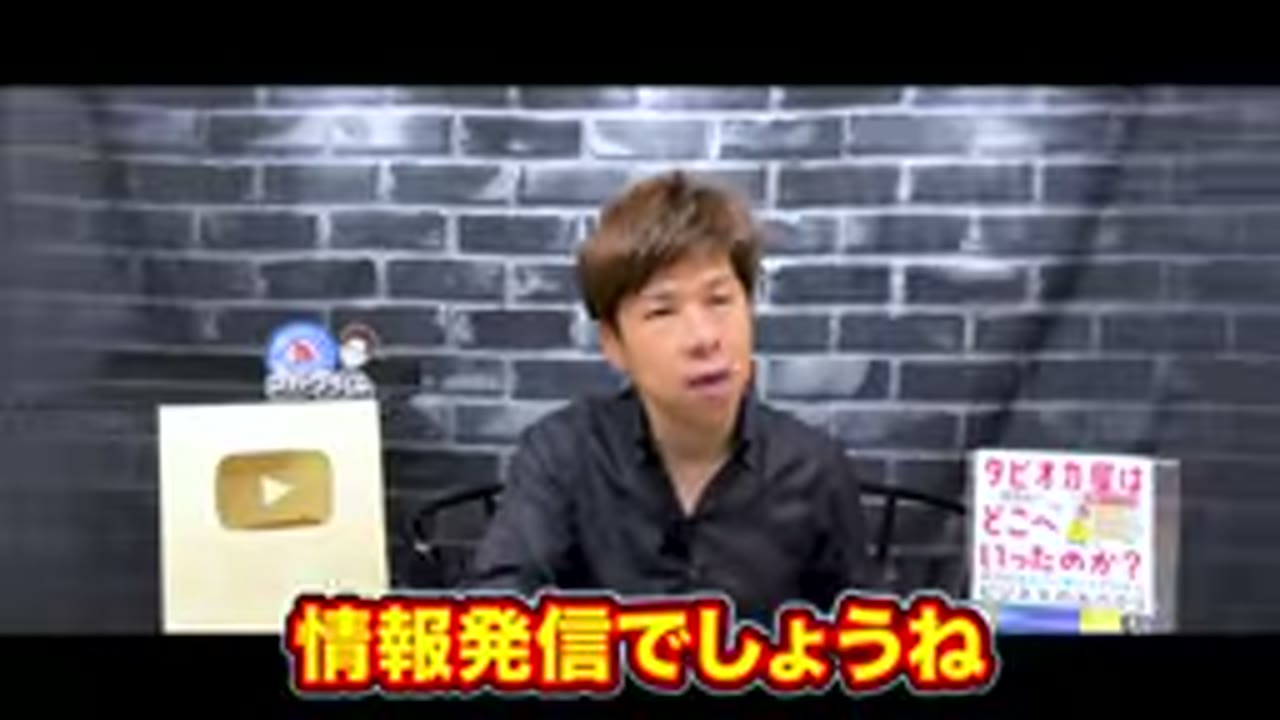 タピオカ屋は
どこへ
いったのか？
情報発信でしょうね